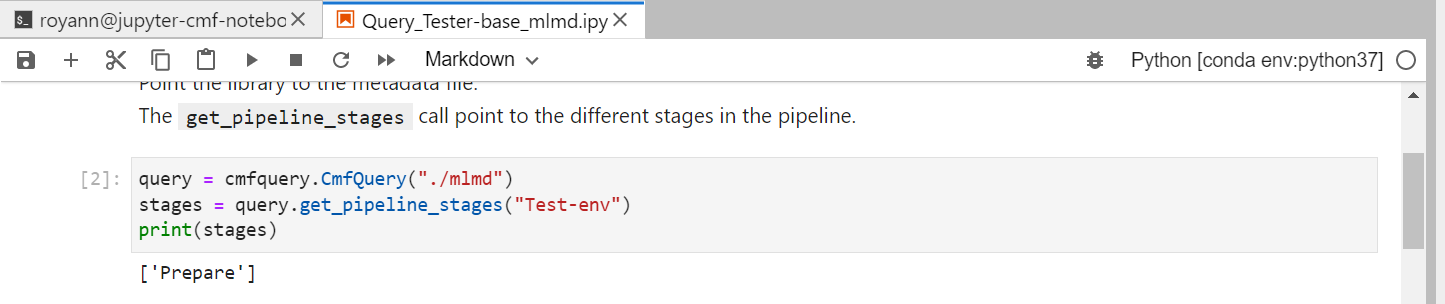 royann@jupyter-cmf-notebo
Query_Tester-base_mlmd.ipy
Markdown
Python [conda env:python37]
Point the library to the metadata file.
The get_pipeline_stages call point to the different stages in the pipeline.
[2]:
query = cmfquery.CmfQuery("./mlmd")
stages = query.get_pipeline_stages("Test-env")
print(stages)
['Prepare']